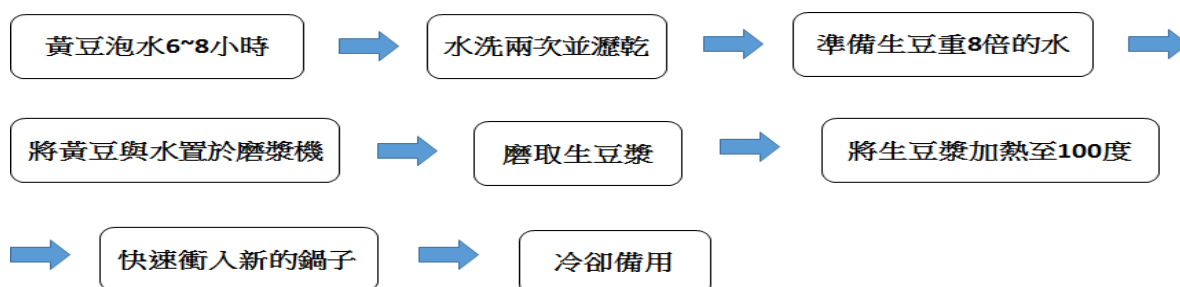 黃豆泡水6~8小時
水洗兩次並瀝乾
準備生豆重8倍的水
將黃豆與水置於磨漿機
磨取生豆漿
將生豆漿加熱至100度
快速衝入新的鍋子
冷卻備用